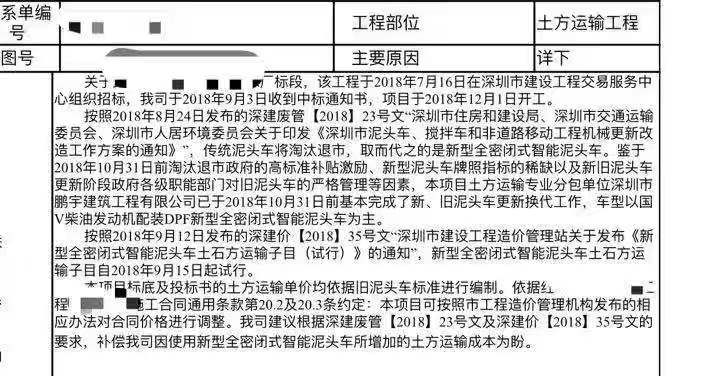 系单编号 工程部位 土方运输工程
图号 主要原因 详下
关于 标段，该工程于2018年7月16日在深圳市建设工程交易服务中
心组织招标，我司于2018年9月3日收到中标通知书，项目于2018年12月1日开工。
按照2018年8月24日发布的深建废管【2018】23号文“深圳市住房和建设局、深圳市交通运输
委员会、深圳市人居环境委员会关于印发《深圳市泥头车、搅拌车和非道路移动工程机械更新改
造工作方案的通知》”，传统泥头车将淘汰退市，取而代之的是新型全密闭式智能泥头车。鉴于
2018年10月31日前淘汰退市政府的高标准补贴激励、新型泥头车牌照指标的稀缺以及新旧泥头车
更新阶段政府各级职能部门对旧泥头车的严格管理等因素，本项目土方运输专业分包单位深圳市
鹏宇建筑工程有限公司已于2018年10月31日前基本完成了新、旧泥头车更新换代工作，车型以国
V柴油发动机配装DPF新型全密闭式智能泥头车为主。
按照2018年9月12日发布的深建价【2018】35号文“深圳市建设工程造价管理站关于发布《新
型全密闭式智能泥头车土石方运输子目（试行）》的通知”，新型全密闭式智能泥头车土石方运
输子目自2018年9月15日起试行。
本项目标底及投标书的土方运输单价均依据旧泥头车标准进行编制。依据
程 施工合同通用条款第20.2及20.3条约定：本项目可按照市工程造价管理机构发布的相
应办法对合同价格进行调整。我司建议根据深建废管【2018】23号文及深建价【2018】35号文的
要求，补偿我司因使用新型全密闭式智能泥头车所增加的土方运输成本为盼。